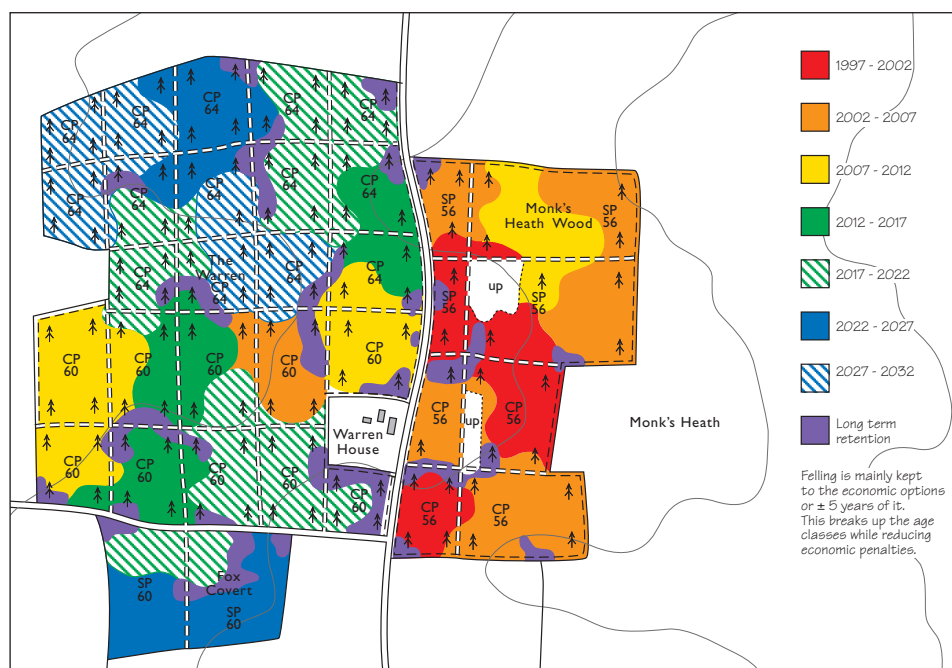 CP
64
CP
64
CP
64
CP
64
CP
64
CP
64
CP
64
CP
64
CP
64
The Warren
CP
64
CP
64
CP
64
CP
60
CP
60
CP
60
CP
60
CP
60
CP
60
CP
60
CP
60
CP
60
CP
60
Warren
House
SP
60
Fox
Covert
SP
60
SP
56
Monk's
Heath Wood
SP
56
SP
56
up
SP
56
CP
56
up
CP
56
CP
56
CP
56
Monk's Heath
1997 - 2002
2002 - 2007
2007 - 2012
2012 - 2017
2017 - 2022
2022 - 2027
2027 - 2032
Long term
retention
Felling is mainly kept
to the economic options
or ± 5 years of it.
This breaks up the age
classes while reducing
economic penalties.